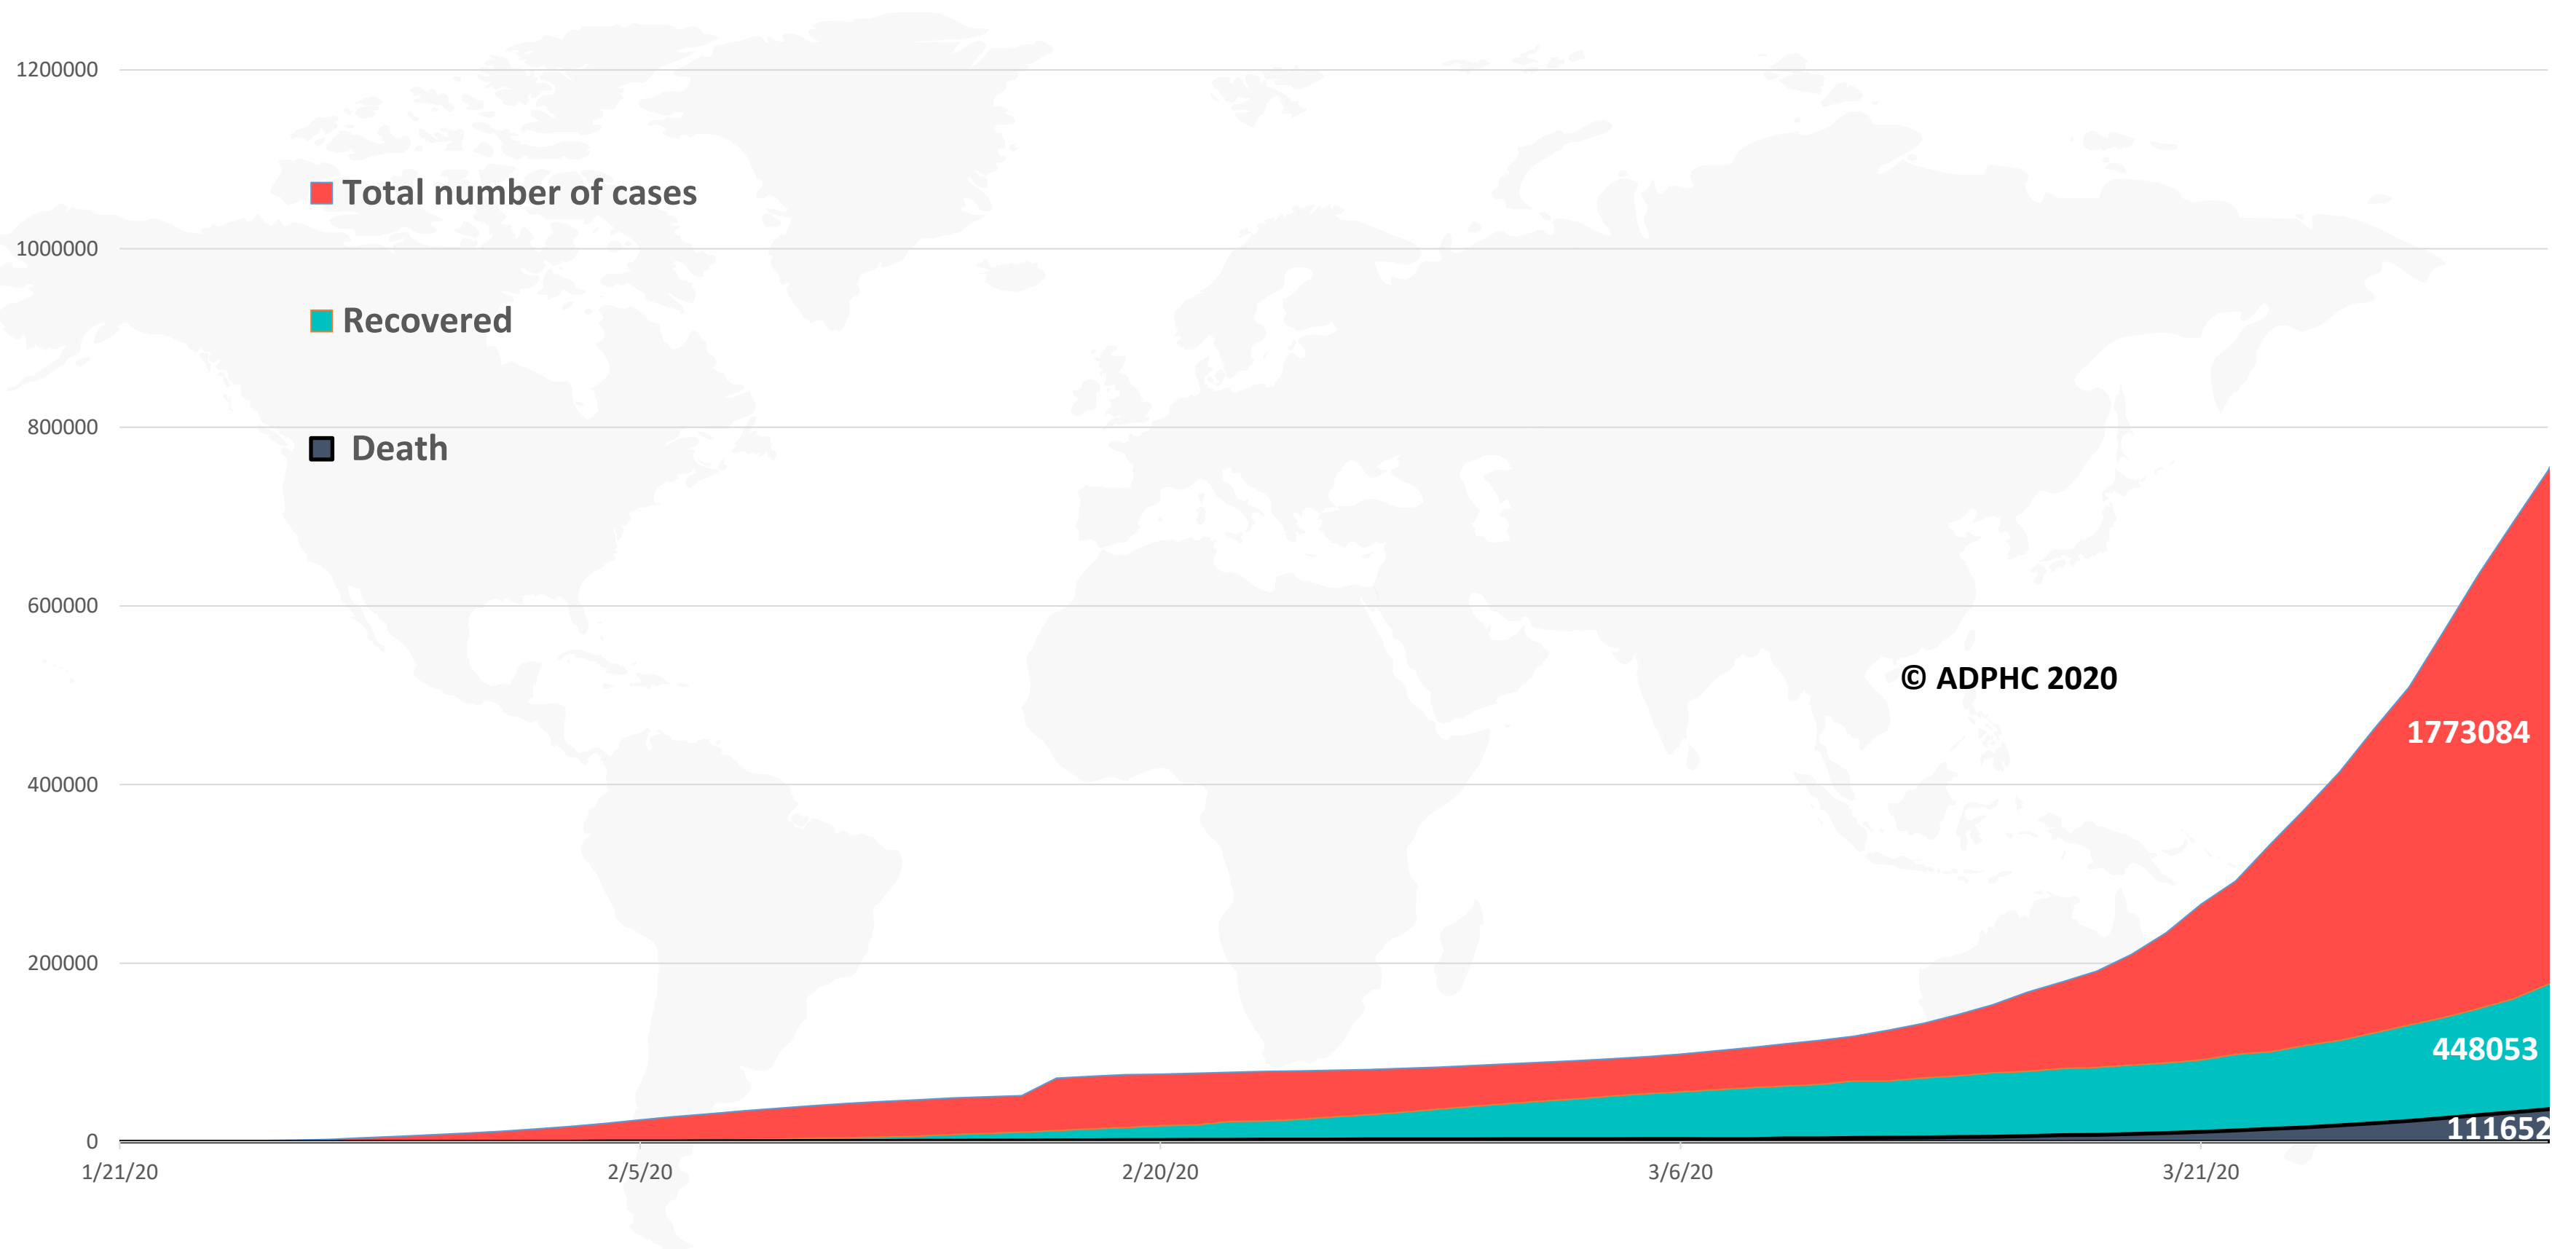 1200000
Total number of cases
1000000
Recovered
800000
Death
600000
© ADPHC 2020
1773084
400000
448053
200000
111652
0
1/21/20 2/5/20 2/20/20 3/6/20 3/21/20